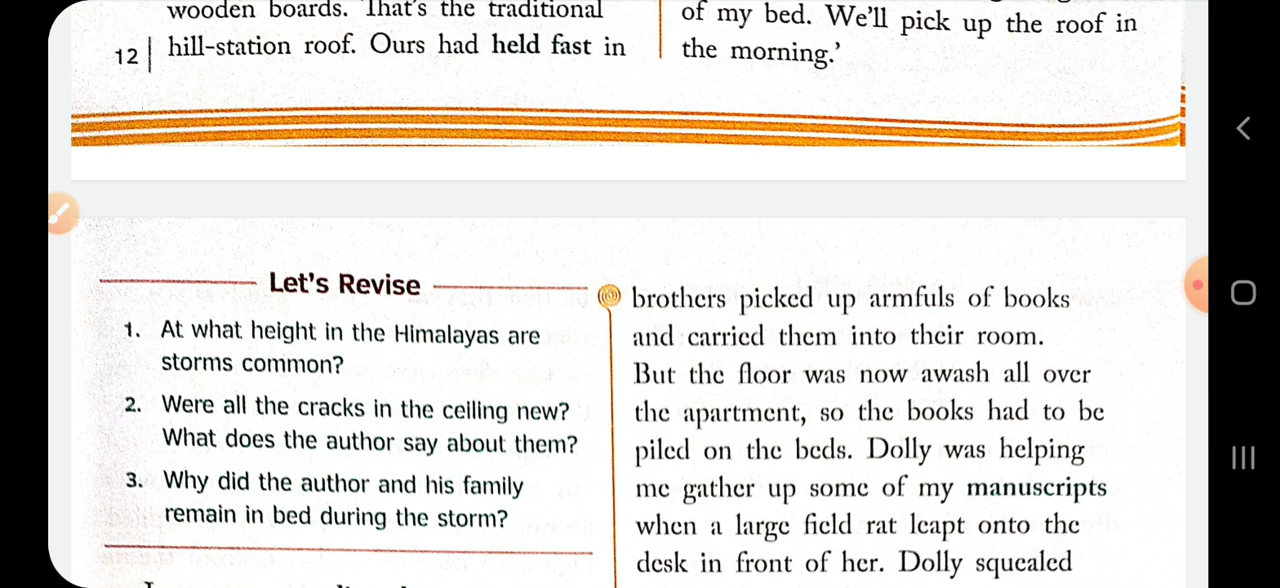 wooden boards. That's the traditional
12 hill-station roof. Ours had held fast in
of my bed. We'll pick up the roof in
the morning.'
Let's Revise
1. At what height in the Himalayas are
storms common?
2. Were all the cracks in the ceiling new?
What does the author say about them?
3. Why did the author and his family
remain in bed during the storm?
brothers picked up armfuls of books
and carried them into their room.
But the floor was now awash all over
the apartment, so the books had to be
piled on the beds. Dolly was helping
me gather up some of my manuscripts
when a large field rat leapt onto the
desk in front of her. Dolly squealed